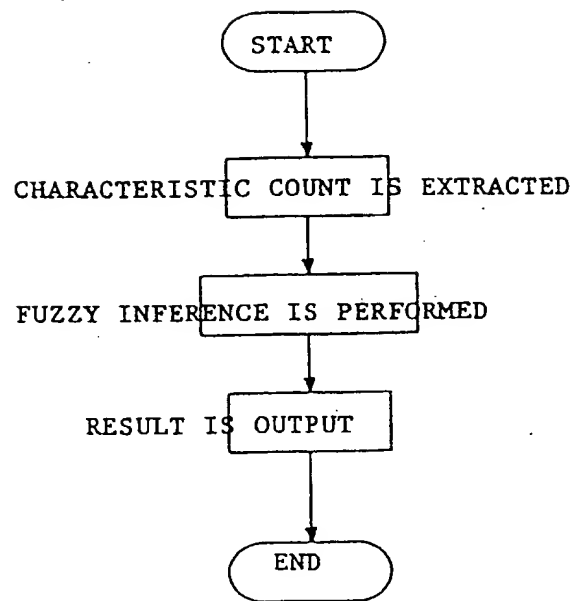 START
CHARACTERISTIC COUNT IS EXTRACTED
FUZZY INFERENCE IS PERFORMED
RESULT IS OUTPUT
END